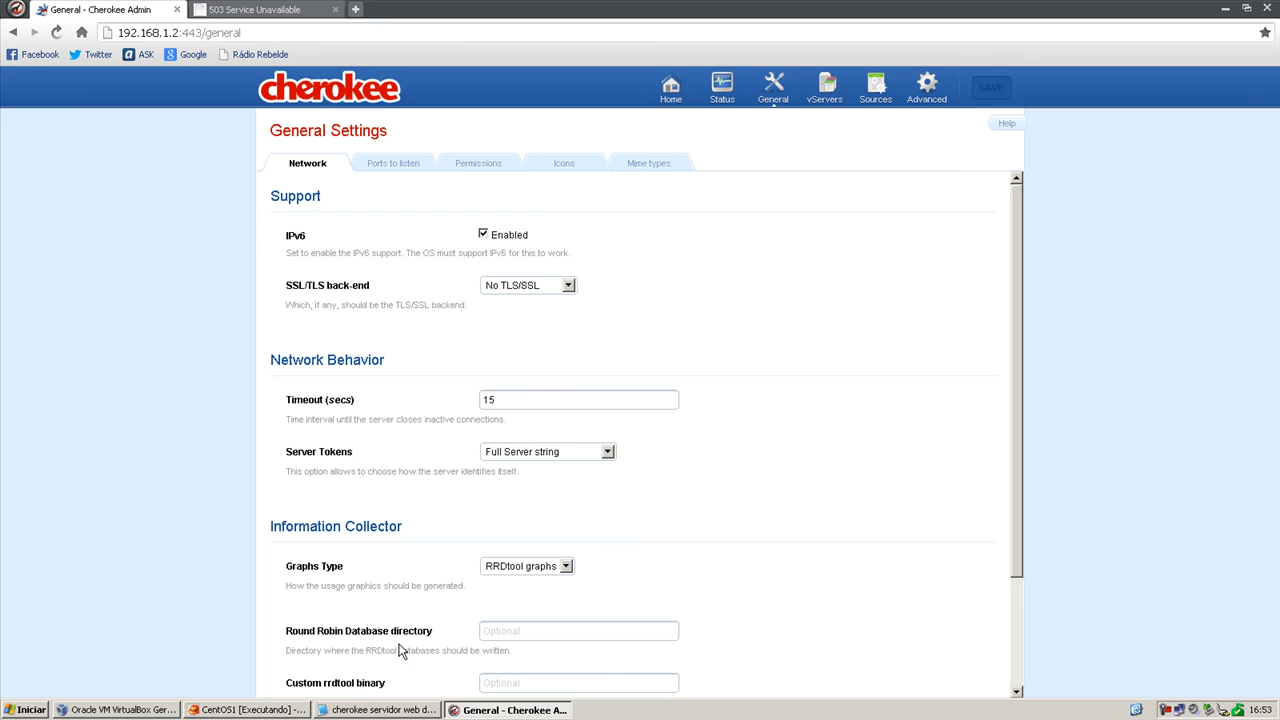 General - Cherokee Admin
503 Service Unavailable
192.168.1.2:443/general
Facebook
Twitter
ASK
Google
Rádio Rebelde
cherokee
Home
Status
General
vServers
Sources
Advanced
SAVE
General Settings
Help
Network
Ports to listen
Permissions
Icons
Mime types
Support
IPv6
Enabled
Set to enable the IPv6 support. The OS must support IPv6 for this to work.
SSL/TLS back-end
No TLS/SSL
Which, if any, should be the TLS/SSL backend.
Network Behavior
Timeout (secs)
15
Time interval until the server closes inactive connections.
Server Tokens
Full Server string
This option allows to choose how the server identifies itself.
Information Collector
Graphs Type
RRDtool graphs
How the usage graphics should be generated.
Round Robin Database directory
Optional
Directory where the RRDtool databases should be written.
Custom rrdtool binary
Optional
Iniciar
Oracle VM VirtualBox Ger...
CentOS1 [Executando] -...
cherokee servidor web d...
General - Cherokee A...
16:53